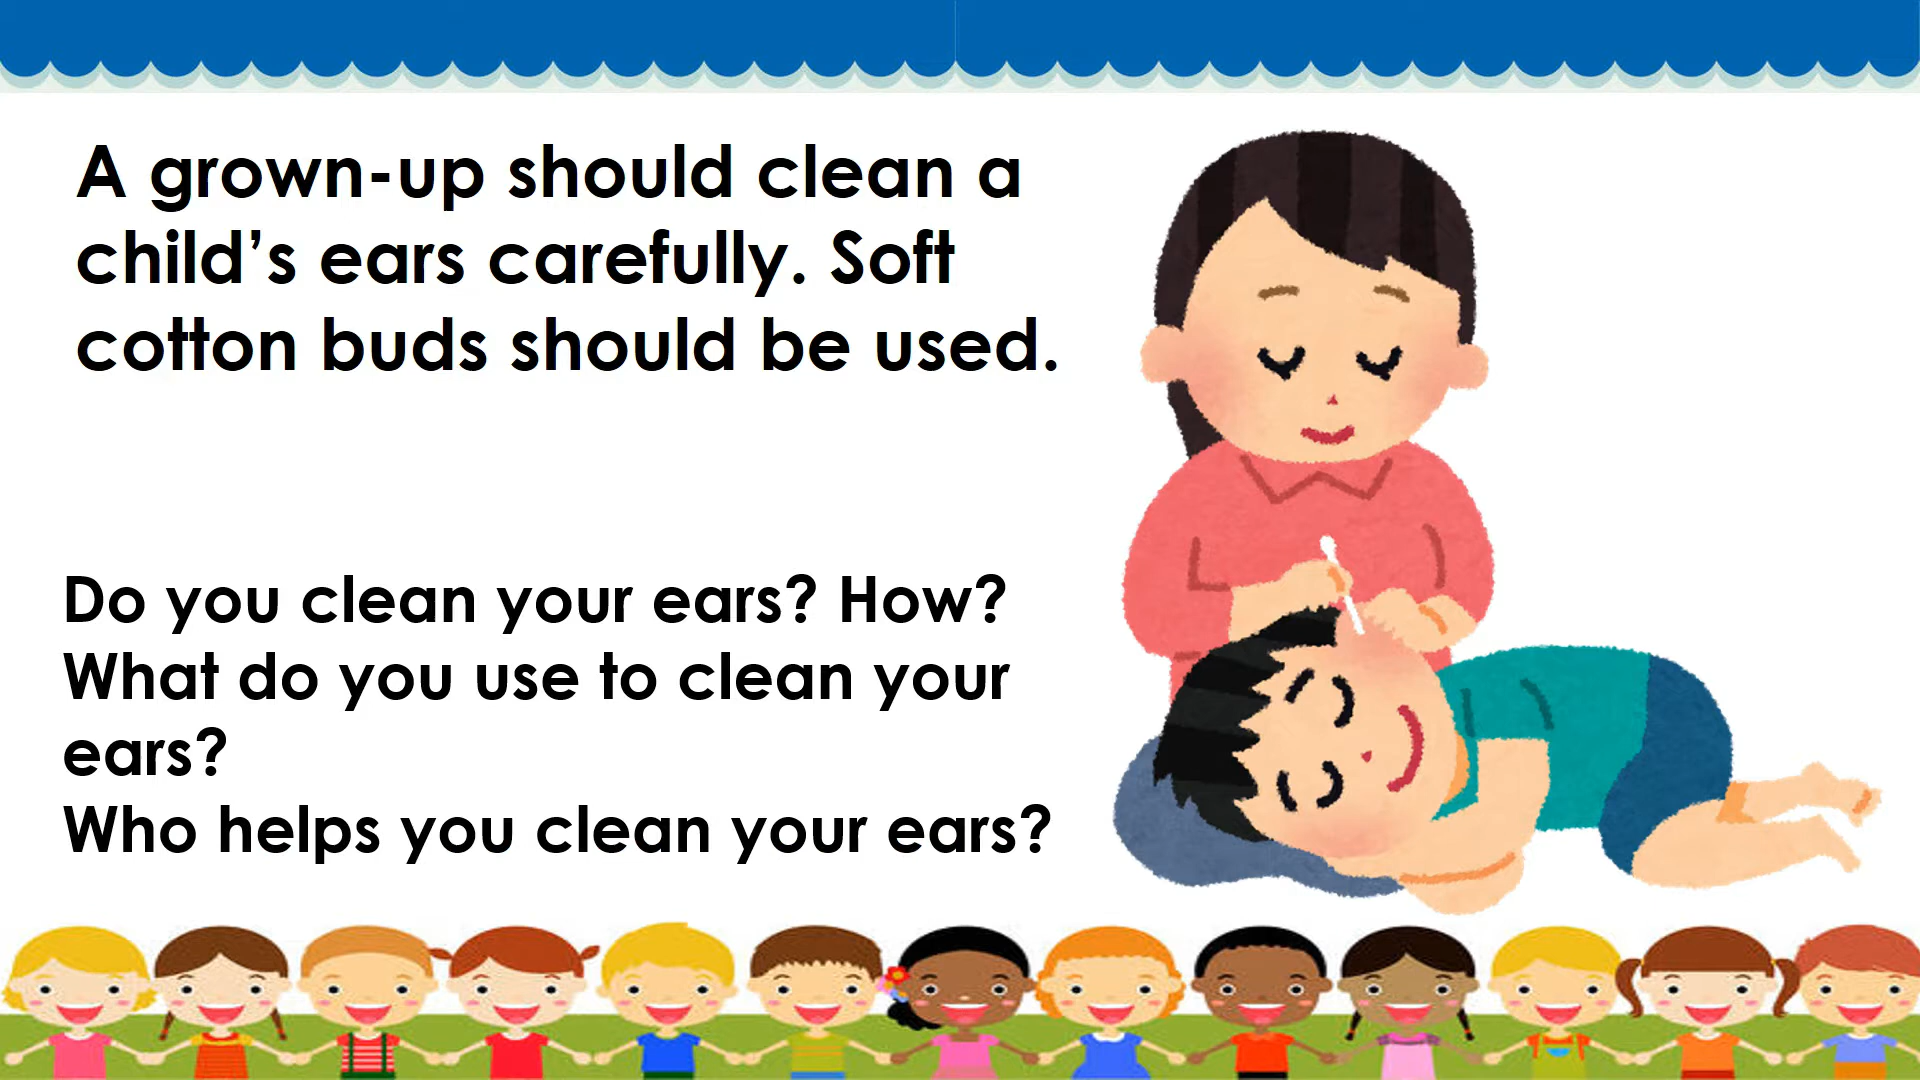 A grown-up should clean a
child’s ears carefully. Soft
cotton buds should be used.
Do you clean your ears? How?
What do you use to clean your
ears?
Who helps you clean your ears?